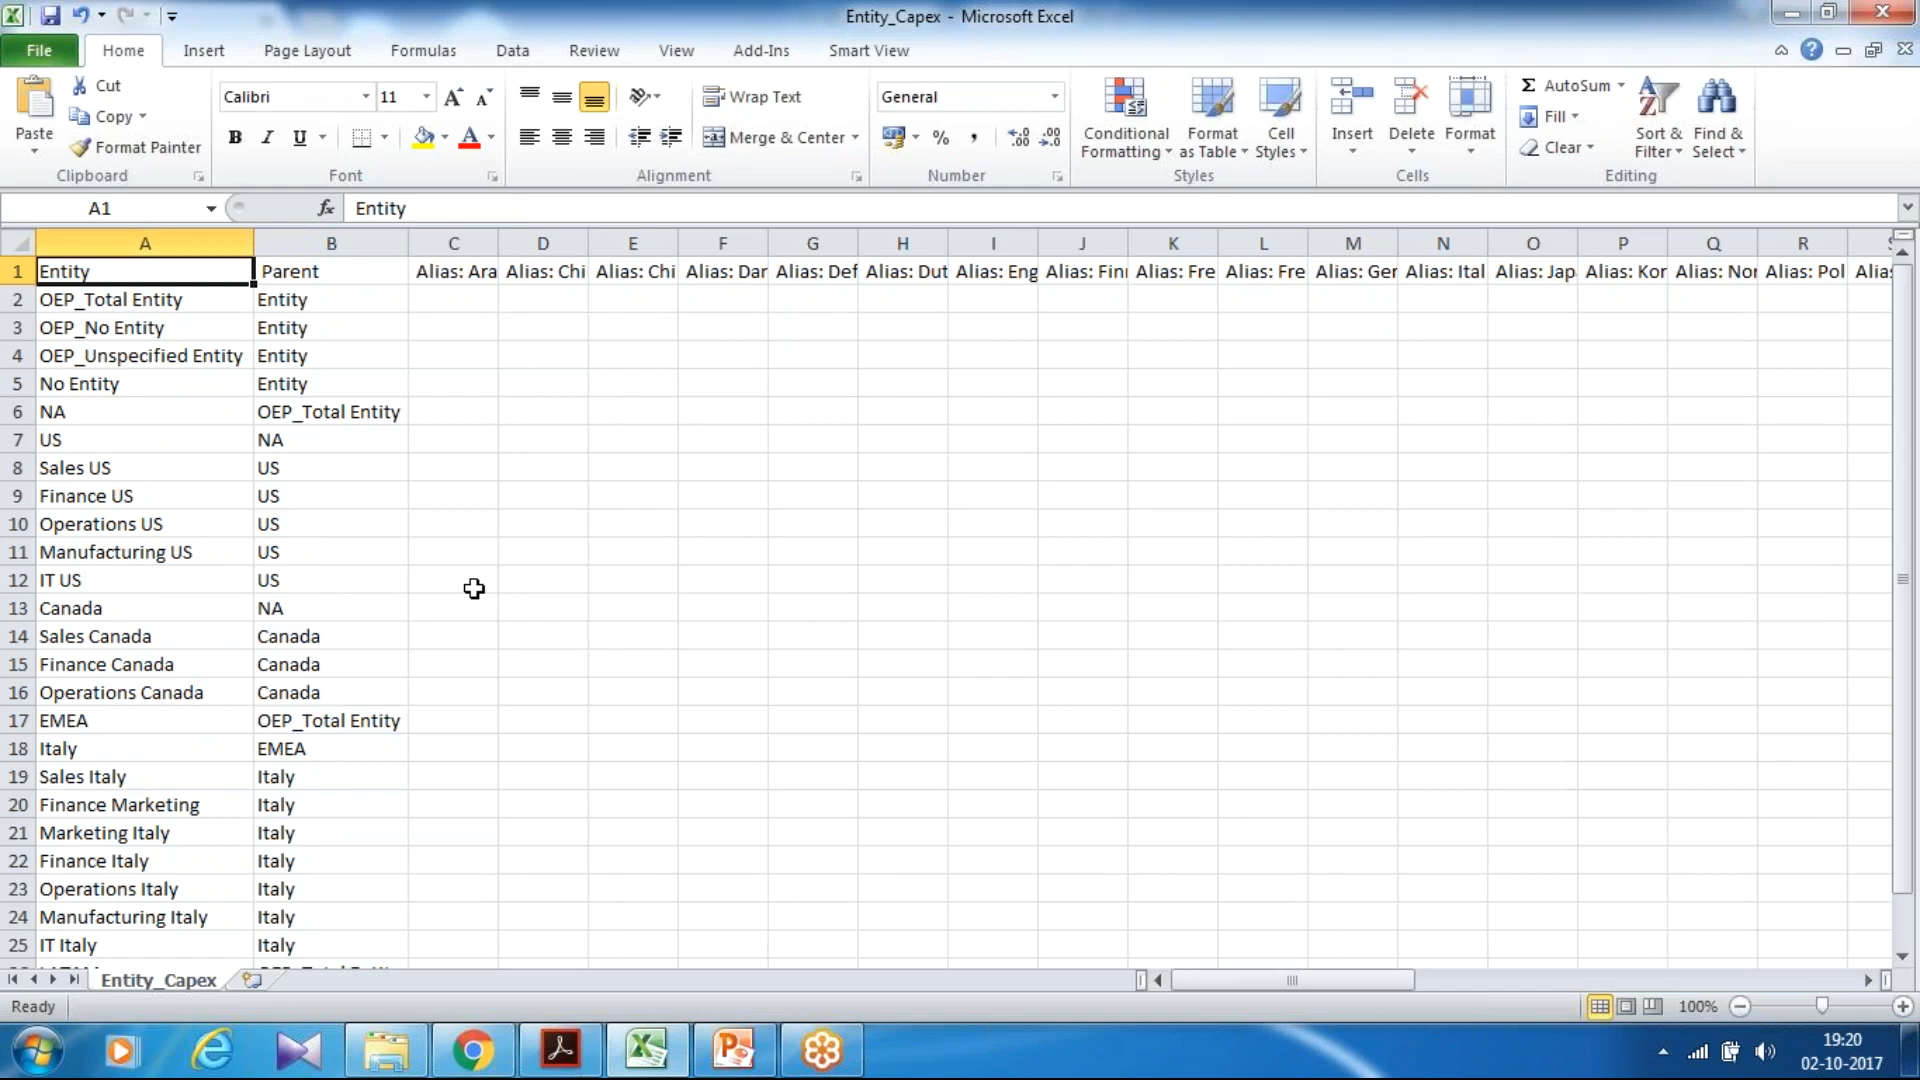 Entity_Capex - Microsoft Excel
File Home Insert Page Layout Formulas Data Review View Add-Ins Smart View
Paste Cut Copy Format Painter Clipboard
Calibri 11 B I U Font
Wrap Text Merge & Center Alignment
General % , Number
Conditional Formatting Format as Table Cell Styles Styles
Insert Delete Format Cells
Σ AutoSum Fill Clear Sort & Filter Find & Select Editing
A1 fx Entity
A B C D E F G H I J K L M N O P Q R
1 Entity Parent Alias: Ara Alias: Chi Alias: Chi Alias: Dar Alias: Def Alias: Dut Alias: Eng Alias: Finn Alias: Fre Alias: Fre Alias: Ger Alias: Ital Alias: Jap Alias: Kor Alias: Nor Alias: Pol Alias
2 OEP_Total Entity Entity
3 OEP_No Entity Entity
4 OEP_Unspecified Entity Entity
5 No Entity Entity
6 NA OEP_Total Entity
7 US NA
8 Sales US US
9 Finance US US
10 Operations US US
11 Manufacturing US US
12 IT US US
13 Canada NA
14 Sales Canada Canada
15 Finance Canada Canada
16 Operations Canada Canada
17 EMEA OEP_Total Entity
18 Italy EMEA
19 Sales Italy Italy
20 Finance Marketing Italy
21 Marketing Italy Italy
22 Finance Italy Italy
23 Operations Italy Italy
24 Manufacturing Italy Italy
25 IT Italy Italy
Entity_Capex
Ready 100%
19:20
02-10-2017